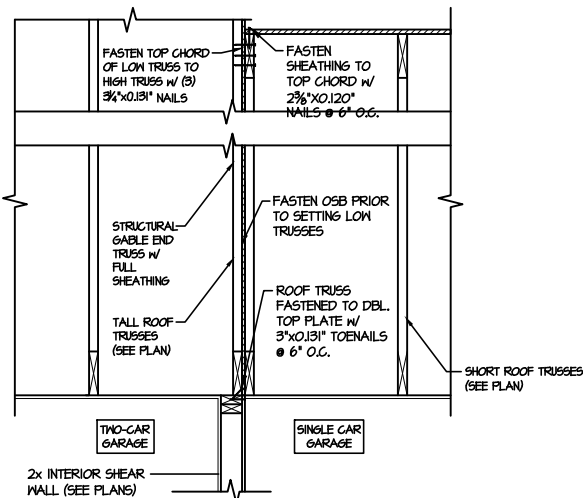 FASTEN TOP CHORD
OF LOW TRUSS TO
HIGH TRUSS W/ (3)
3¼"X0.131" NAILS
FASTEN
SHEATHING TO
TOP CHORD W/
2⅜"X0.120"
NAILS @ 6" O.C.
STRUCTURAL
GABLE END
TRUSS W/
FULL
SHEATHING
FASTEN OSB PRIOR
TO SETTING LOW
TRUSSES
TALL ROOF
TRUSSES
(SEE PLAN)
ROOF TRUSS
FASTENED TO DBL.
TOP PLATE W/
3"X0.131" TOENAILS
@ 6" O.C.
SHORT ROOF TRUSSES
(SEE PLAN)
TWO-CAR
GARAGE
SINGLE CAR
GARAGE
2x INTERIOR SHEAR
WALL (SEE PLANS)